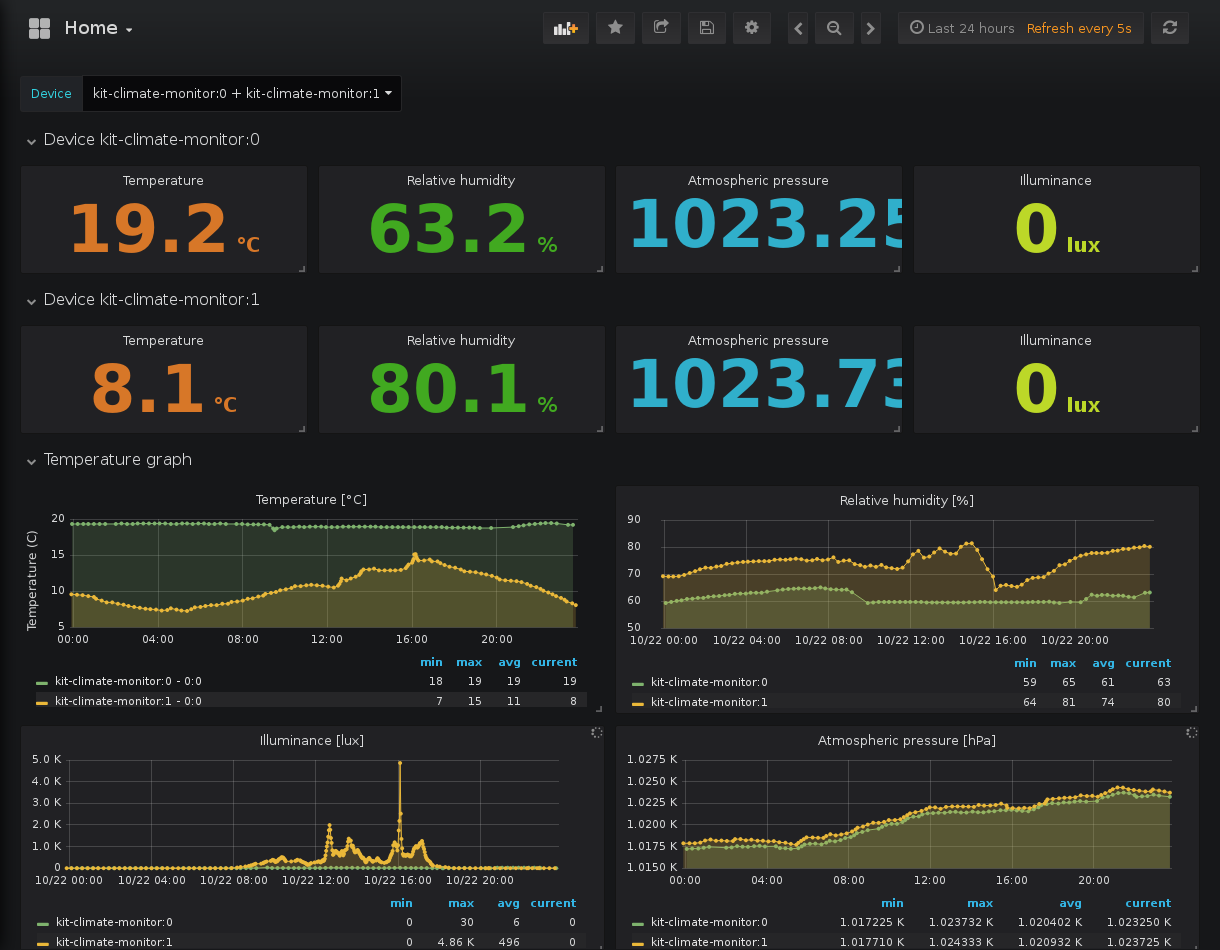 Home
Last 24 hours Refresh every 5s
Device kit-climate-monitor:0 + kit-climate-monitor:1
Device kit-climate-monitor:0
Temperature Relative humidity Atmospheric pressure Illuminance
19.2 °C 63.2 % 1023.25 0 lux
Device kit-climate-monitor:1
Temperature Relative humidity Atmospheric pressure Illuminance
8.1 °C 80.1 % 1023.73 0 lux
Temperature graph
Temperature [°C]
Temperature (C)
20
15
10
5
00:00 04:00 08:00 12:00 16:00 20:00
min max avg current
kit-climate-monitor:0 - 0:0 18 19 19 19
kit-climate-monitor:1 - 0:0 7 15 11 8
Relative humidity [%]
90
80
70
60
50
10/22 00:00 10/22 04:00 10/22 08:00 10/22 12:00 10/22 16:00 10/22 20:00
min max avg current
kit-climate-monitor:0 59 65 61 63
kit-climate-monitor:1 64 81 74 80
Illuminance [lux]
5.0 K
4.0 K
3.0 K
2.0 K
1.0 K
0
10/22 00:00 10/22 04:00 10/22 08:00 10/22 12:00 10/22 16:00 10/22 20:00
min max avg current
kit-climate-monitor:0 0 30 6 0
kit-climate-monitor:1 0 4.86 K 496 0
Atmospheric pressure [hPa]
1.0275 K
1.0250 K
1.0225 K
1.0200 K
1.0175 K
1.0150 K
00:00 04:00 08:00 12:00 16:00 20:00
min max avg current
kit-climate-monitor:0 1.017225 K 1.023732 K 1.020402 K 1.023250 K
kit-climate-monitor:1 1.017710 K 1.024333 K 1.020932 K 1.023725 K